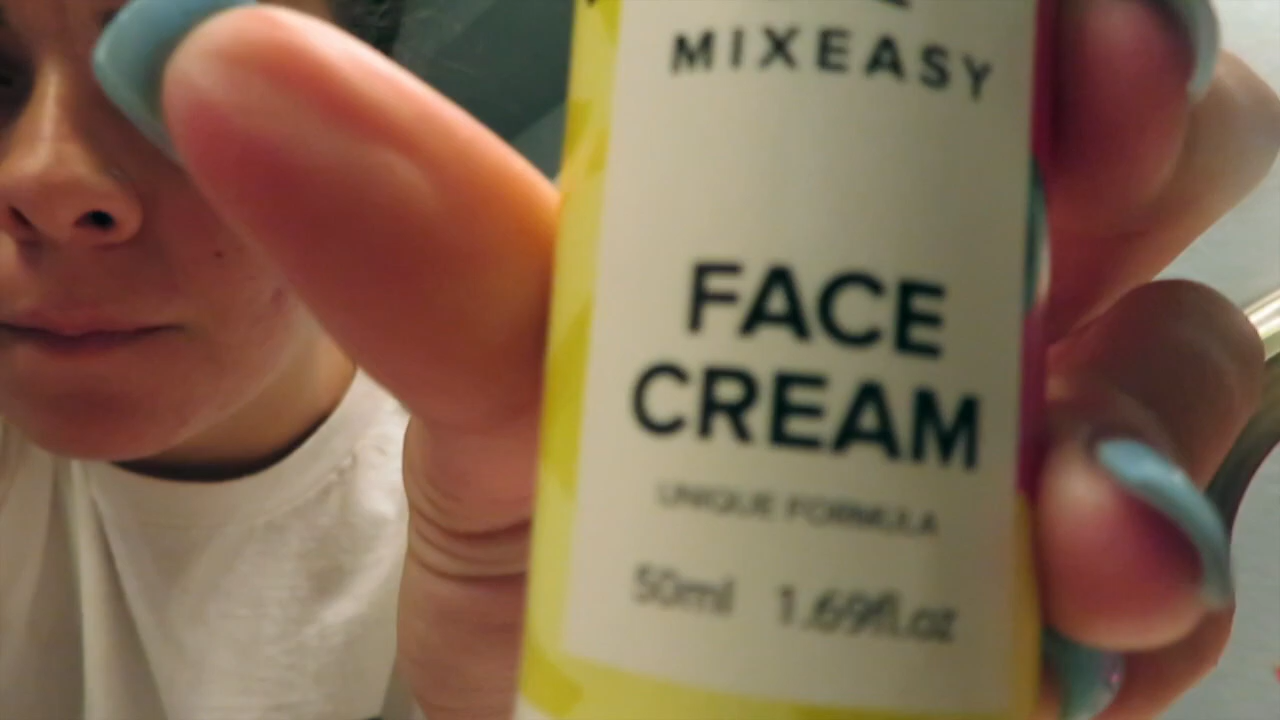 MIXEASY
FACE
CREAM
UNIQUE FORMULA
50ml 1.69fl.oz